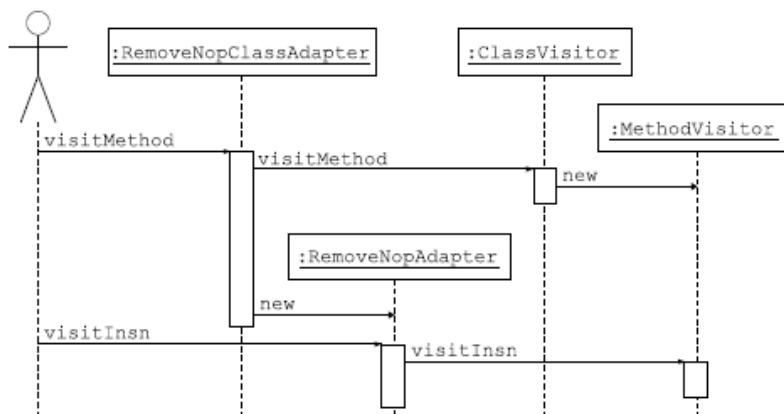 :RemoveNopClassAdapter
:ClassVisitor
:MethodVisitor
visitMethod
visitMethod
new
:RemoveNopAdapter
new
visitInsn
visitInsn